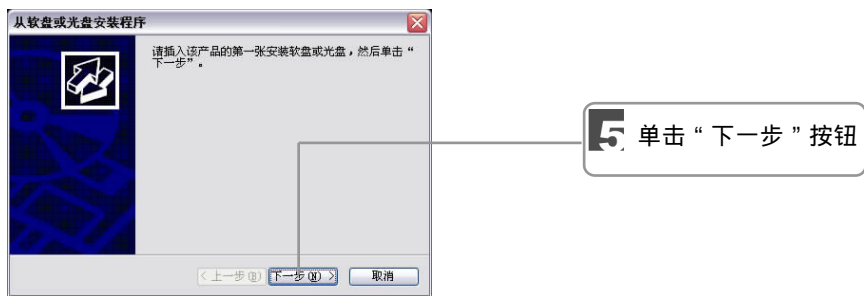 从软盘或光盘安装程序
请插入该产品的第一张安装软盘或光盘，然后单击“
下一步”。
5 单击“下一步”按钮
< 上一步(B) 下一步(N) > 取消